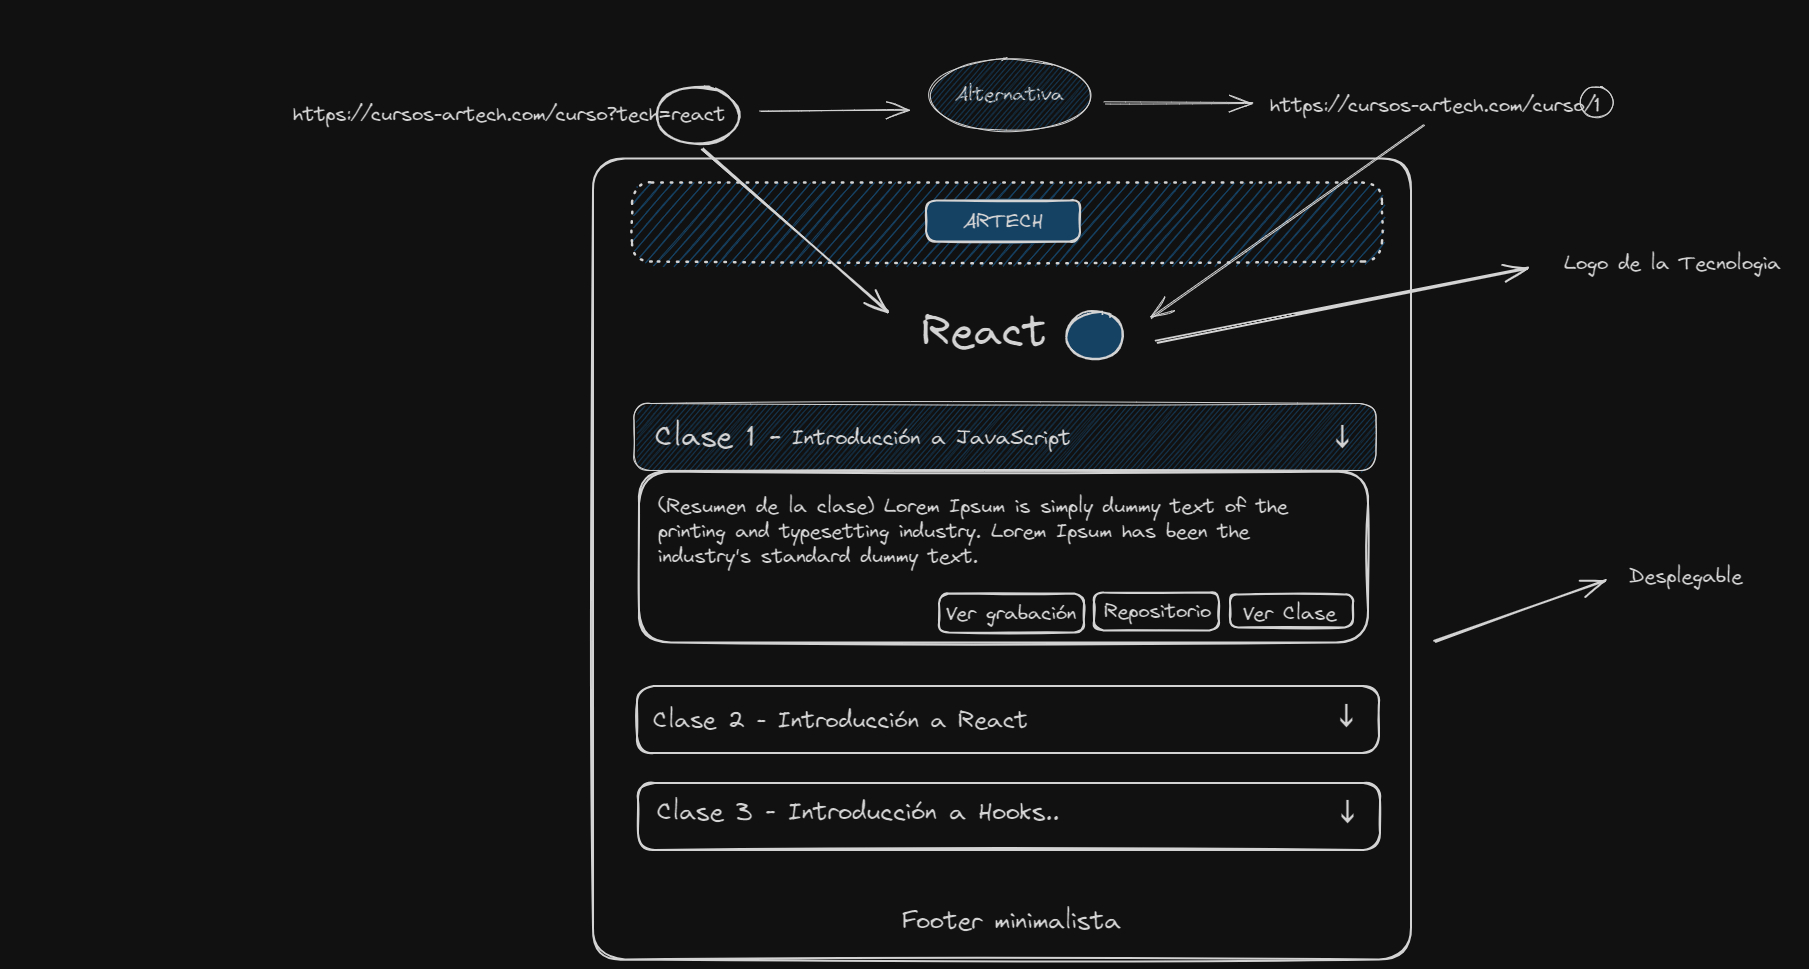 https://cursos-artech.com/curso?tech=react
Alternativa
https://cursos-artech.com/curso/1
ARTECH
Logo de la Tecnologia
React
Clase 1 - Introducción a JavaScript ↓
(Resumen de la clase) Lorem Ipsum is simply dummy text of the
printing and typesetting industry. Lorem Ipsum has been the
industry's standard dummy text.
Desplegable
Ver grabación
Repositorio
Ver Clase
Clase 2 - Introducción a React ↓
Clase 3 - Introducción a Hooks.. ↓
Footer minimalista